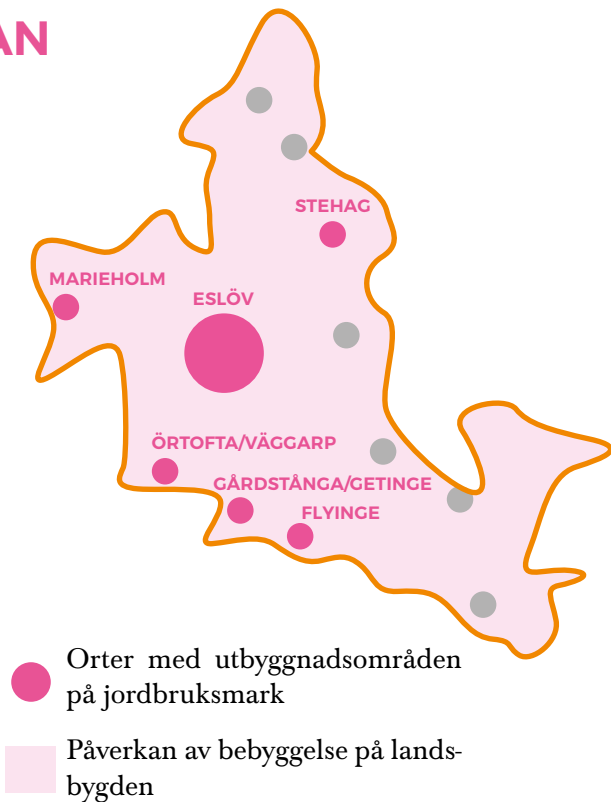 AN
STEHAG
MARIEHOLM
ESLÖV
ÖRTOFTA/VÄGGARP
GÅRDSTÅNGA/GETINGE
FLYINGE
Orter med utbyggnadsområden
på jordbruksmark
Påverkan av bebyggelse på lands-
bygden